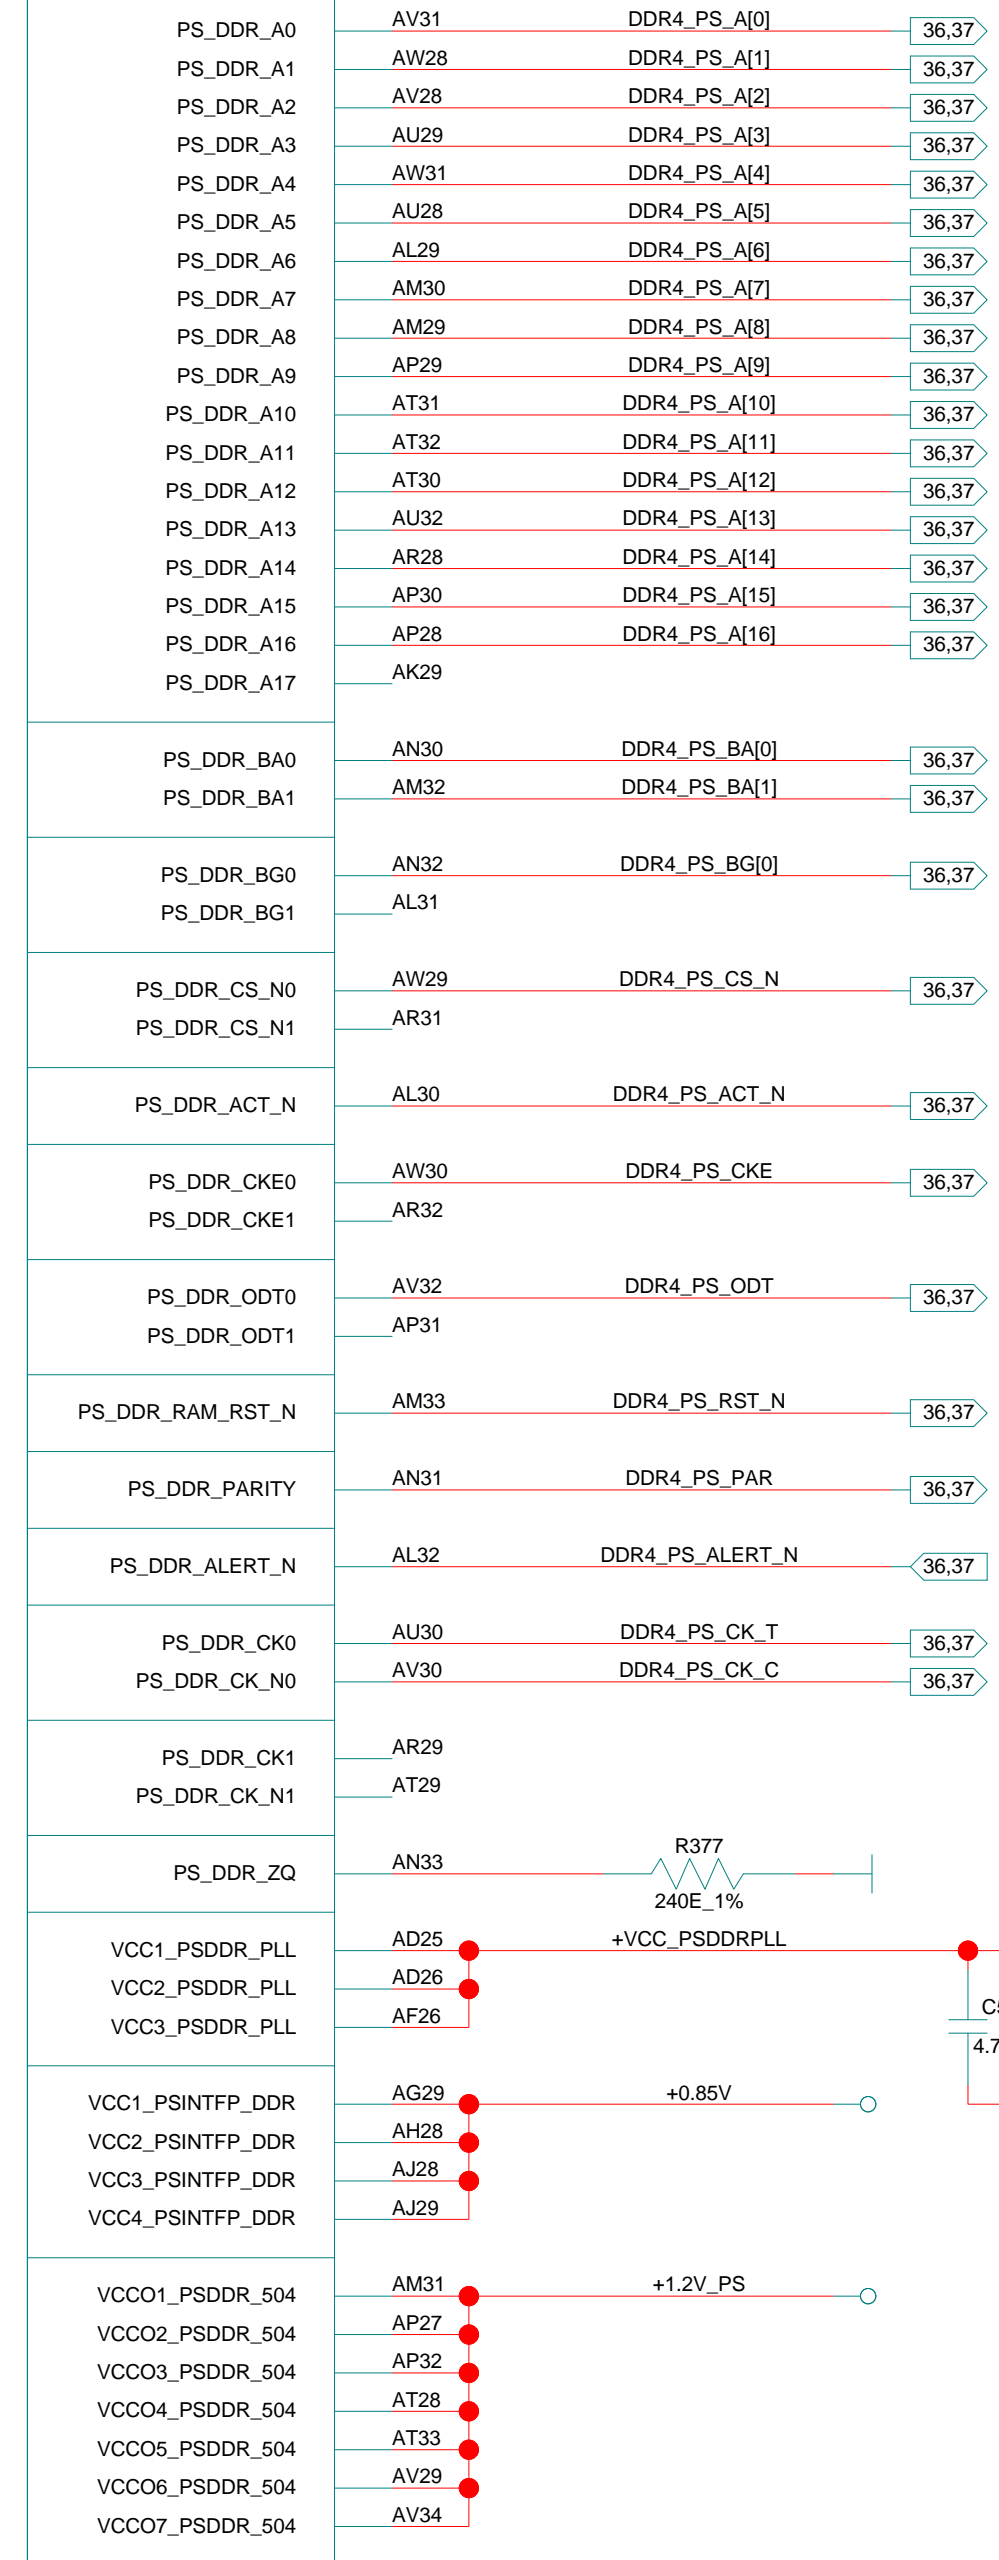 PS_DDR_A0 AV31 DDR4_PS_A[0] 36,37
PS_DDR_A1 AW28 DDR4_PS_A[1] 36,37
PS_DDR_A2 AV28 DDR4_PS_A[2] 36,37
PS_DDR_A3 AU29 DDR4_PS_A[3] 36,37
PS_DDR_A4 AW31 DDR4_PS_A[4] 36,37
PS_DDR_A5 AU28 DDR4_PS_A[5] 36,37
PS_DDR_A6 AL29 DDR4_PS_A[6] 36,37
PS_DDR_A7 AM30 DDR4_PS_A[7] 36,37
PS_DDR_A8 AM29 DDR4_PS_A[8] 36,37
PS_DDR_A9 AP29 DDR4_PS_A[9] 36,37
PS_DDR_A10 AT31 DDR4_PS_A[10] 36,37
PS_DDR_A11 AT32 DDR4_PS_A[11] 36,37
PS_DDR_A12 AT30 DDR4_PS_A[12] 36,37
PS_DDR_A13 AU32 DDR4_PS_A[13] 36,37
PS_DDR_A14 AR28 DDR4_PS_A[14] 36,37
PS_DDR_A15 AP30 DDR4_PS_A[15] 36,37
PS_DDR_A16 AP28 DDR4_PS_A[16] 36,37
PS_DDR_A17 AK29
PS_DDR_BA0 AN30 DDR4_PS_BA[0] 36,37
PS_DDR_BA1 AM32 DDR4_PS_BA[1] 36,37
PS_DDR_BG0 AN32 DDR4_PS_BG[0] 36,37
PS_DDR_BG1 AL31
PS_DDR_CS_N0 AW29 DDR4_PS_CS_N 36,37
PS_DDR_CS_N1 AR31
PS_DDR_ACT_N AL30 DDR4_PS_ACT_N 36,37
PS_DDR_CKE0 AW30 DDR4_PS_CKE 36,37
PS_DDR_CKE1 AR32
PS_DDR_ODT0 AV32 DDR4_PS_ODT 36,37
PS_DDR_ODT1 AP31
PS_DDR_RAM_RST_N AM33 DDR4_PS_RST_N 36,37
PS_DDR_PARITY AN31 DDR4_PS_PAR 36,37
PS_DDR_ALERT_N AL32 DDR4_PS_ALERT_N 36,37
PS_DDR_CK0 AU30 DDR4_PS_CK_T 36,37
PS_DDR_CK_N0 AV30 DDR4_PS_CK_C 36,37
PS_DDR_CK1 AR29
PS_DDR_CK_N1 AT29
R377
PS_DDR_ZQ AN33
240E_1%
VCC1_PSDDR_PLL AD25 +VCC_PSDDRPLL
VCC2_PSDDR_PLL AD26
VCC3_PSDDR_PLL AF26
4.7
VCC1_PSINTFP_DDR AG29 +0.85V
VCC2_PSINTFP_DDR AH28
VCC3_PSINTFP_DDR AJ28
VCC4_PSINTFP_DDR AJ29
VCCO1_PSDDR_504 AM31 +1.2V_PS
VCCO2_PSDDR_504 AP27
VCCO3_PSDDR_504 AP32
VCCO4_PSDDR_504 AT28
VCCO5_PSDDR_504 AT33
VCCO6_PSDDR_504 AV29
VCCO7_PSDDR_504 AV34